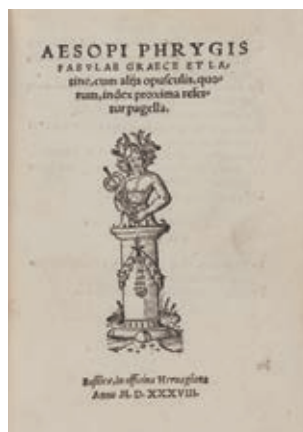 AESOPI PHRYGIS
FABVLAE GRAECE ET LA-
tine, cum alijs opusculis, quo-
rum, index proxima refer-
tur pagella.
Basileae, in officina Heruagiana
Anno M. D. XXXVIII.